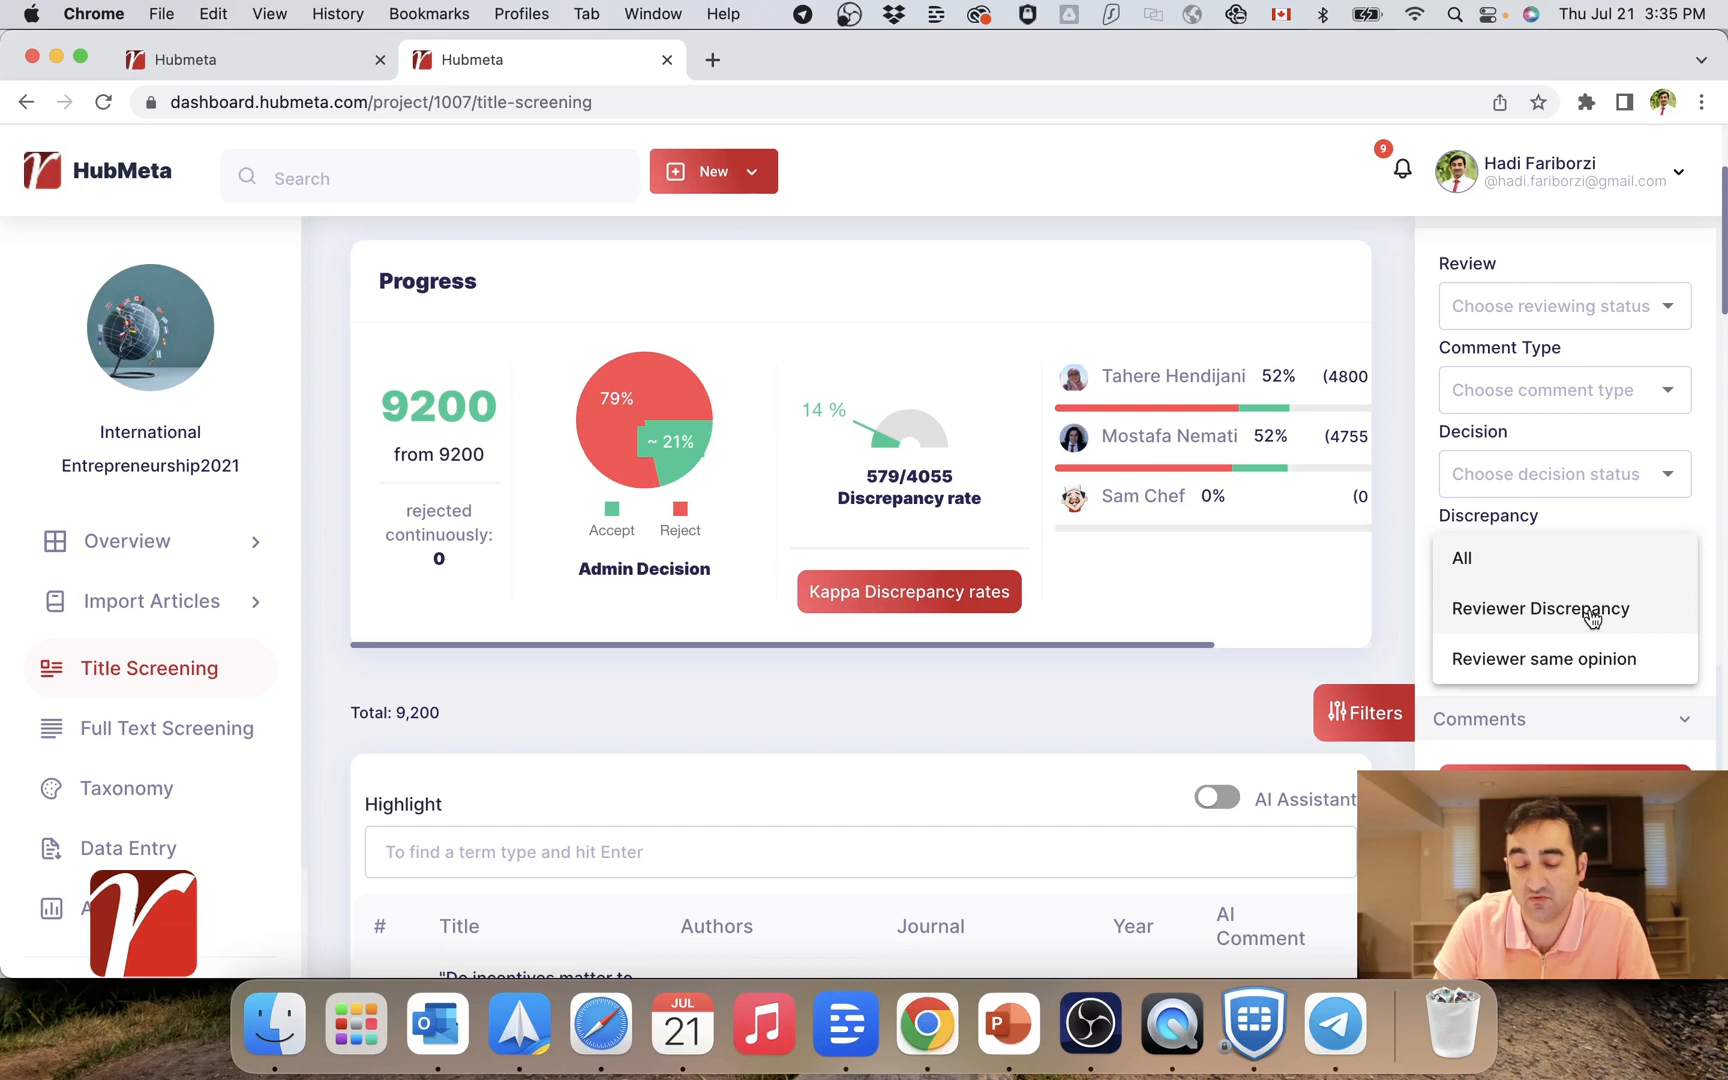 Chrome File Edit View History Bookmarks Profiles Tab Window Help Thu Jul 21 3:35 PM
Hubmeta
Hubmeta
dashboard.hubmeta.com/project/1007/title-screening
HubMeta
Search
New
9
Hadi Fariborzi
@hadi.fariborzi@gmail.com
International
Entrepreneurship2021
Overview
Import Articles
Title Screening
Full Text Screening
Taxonomy
Data Entry
Progress
9200
from 9200
rejected
continuously:
0
79%
~ 21%
Accept
Reject
Admin Decision
14 %
579/4055
Discrepancy rate
Kappa Discrepancy rates
Tahere Hendijani 52% (4800
Mostafa Nemati 52% (4755
Sam Chef 0% (0
Total: 9,200
Filters
Highlight
AI Assistant
To find a term type and hit Enter
# Title Authors Journal Year AI Comment
"Do incentives matter to
Review
Choose reviewing status
Comment Type
Choose comment type
Decision
Choose decision status
Discrepancy
All
Reviewer Discrepancy
Reviewer same opinion
Comments
JUL
21